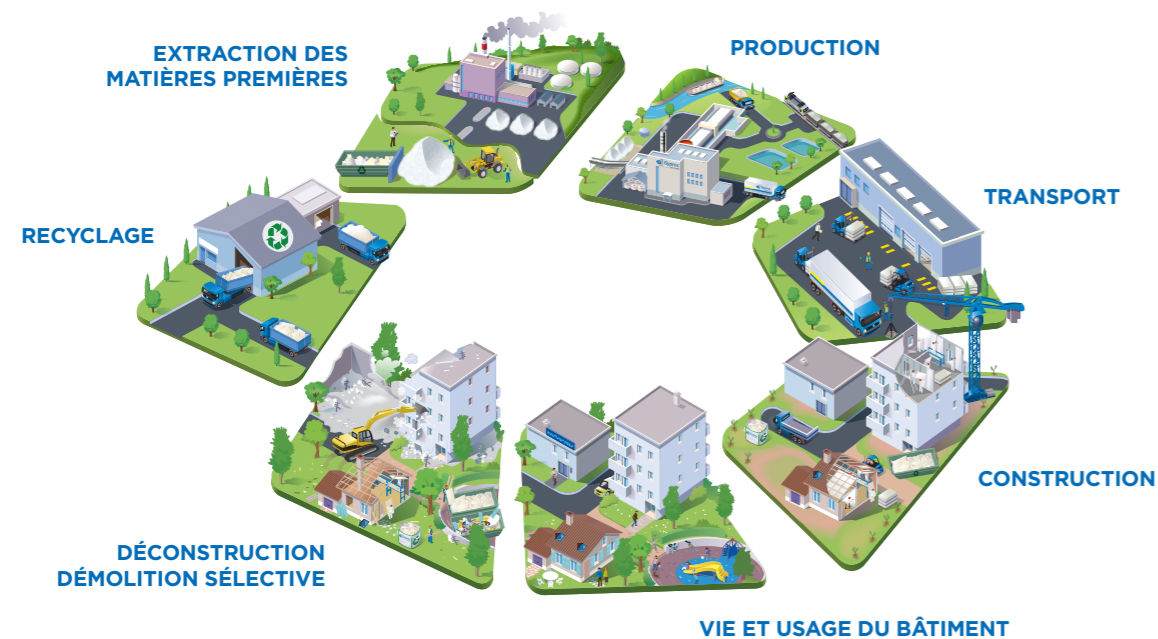 EXTRACTION DES
MATIÈRES PREMIÈRES
PRODUCTION
TRANSPORT
RECYCLAGE
CONSTRUCTION
DÉCONSTRUCTION
DÉMOLITION SÉLECTIVE
VIE ET USAGE DU BÂTIMENT